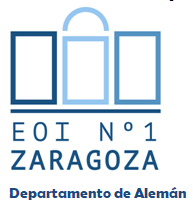 EOI Nº1
ZARAGOZA
Departamento de Alemán